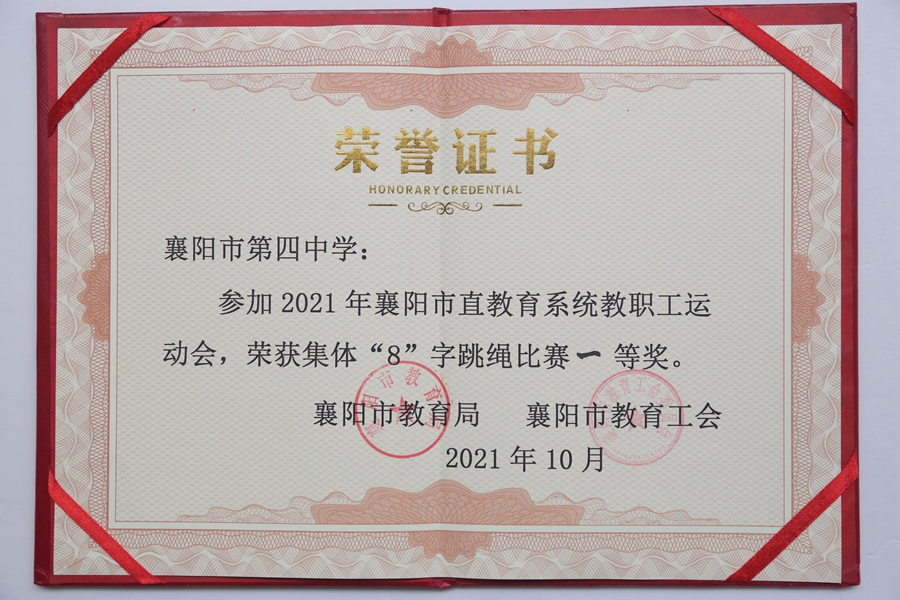 荣誉证书
HONORARY CREDENTIAL
襄阳市第四中学：
参加2021年襄阳市直教育系统教职工运
动会，荣获集体“8”字跳绳比赛一等奖。
襄阳市教育局 襄阳市教育工会
2021年10月